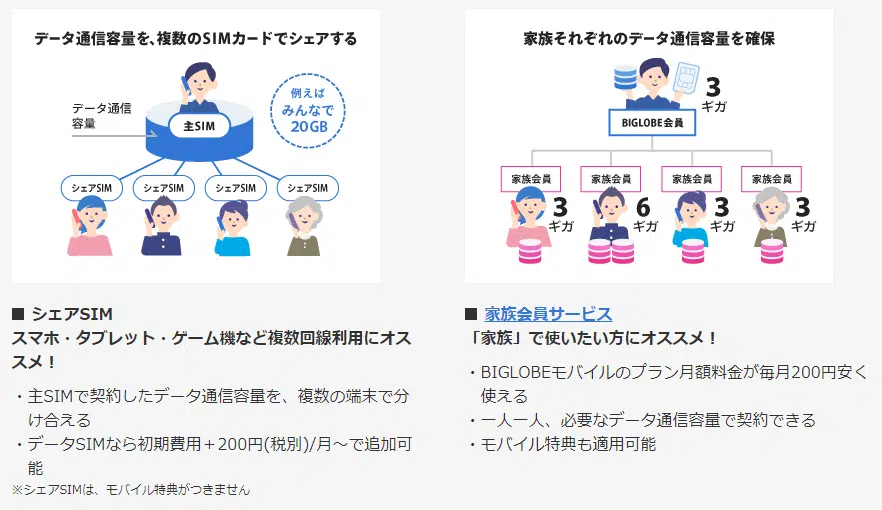 データ通信容量を、複数のSIMカードでシェアする
データ通信
容量
主SIM
例えば
みんなで
20GB
シェアSIM
シェアSIM
シェアSIM
シェアSIM
■ シェアSIM
スマホ・タブレット・ゲーム機など複数回線利用にオス
スメ！
・主SIMで契約したデータ通信容量を、複数の端末で分
け合える
・データSIMなら初期費用＋200円(税別)/月～で追加可
能
※シェアSIMは、モバイル特典がつきません
家族それぞれのデータ通信容量を確保
3
ギガ
BIGLOBE会員
家族会員
家族会員
家族会員
家族会員
3
ギガ
6
ギガ
3
ギガ
3
ギガ
■ 家族会員サービス
「家族」で使いたい方にオススメ！
・BIGLOBEモバイルのプラン月額料金が毎月200円安く
使える
・一人一人、必要なデータ通信容量で契約できる
・モバイル特典も適用可能